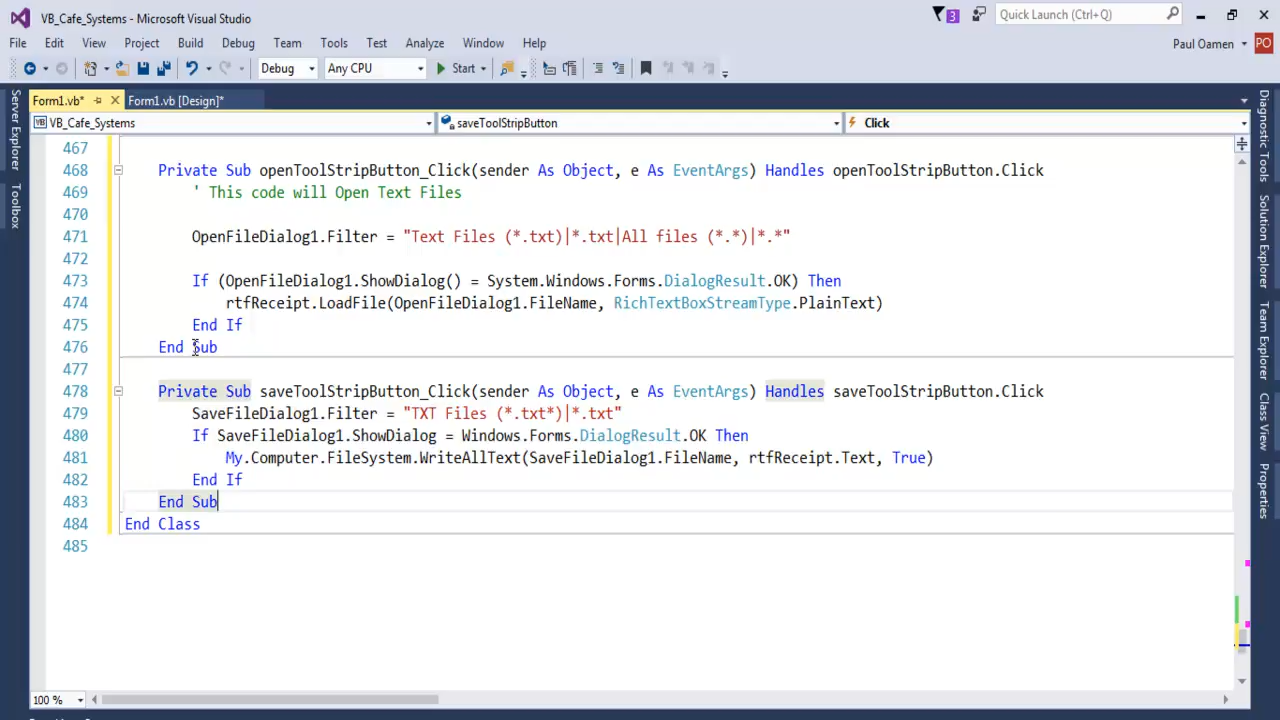 VB_Cafe_Systems - Microsoft Visual Studio
3
Quick Launch (Ctrl+Q)
File Edit View Project Build Debug Team Tools Test Analyze Window Help
Paul Oamen PO
Debug Any CPU Start
Form1.vb* Form1.vb [Design]*
VB_Cafe_Systems saveToolStripButton Click
Server Explorer
Toolbox
467
468 Private Sub openToolStripButton_Click(sender As Object, e As EventArgs) Handles openToolStripButton.Click
469 ' This code will Open Text Files
470
471 OpenFileDialog1.Filter = "Text Files (*.txt)|*.txt|All files (*.*)|*.*"
472
473 If (OpenFileDialog1.ShowDialog() = System.Windows.Forms.DialogResult.OK) Then
474 rtfReceipt.LoadFile(OpenFileDialog1.FileName, RichTextBoxStreamType.PlainText)
475 End If
476 End Sub
477
478 Private Sub saveToolStripButton_Click(sender As Object, e As EventArgs) Handles saveToolStripButton.Click
479 SaveFileDialog1.Filter = "TXT Files (*.txt*)|*.txt"
480 If SaveFileDialog1.ShowDialog = Windows.Forms.DialogResult.OK Then
481 My.Computer.FileSystem.WriteAllText(SaveFileDialog1.FileName, rtfReceipt.Text, True)
482 End If
483 End Sub
484 End Class
485
Diagnostic Tools
Solution Explorer
Class View
Properties
100 %